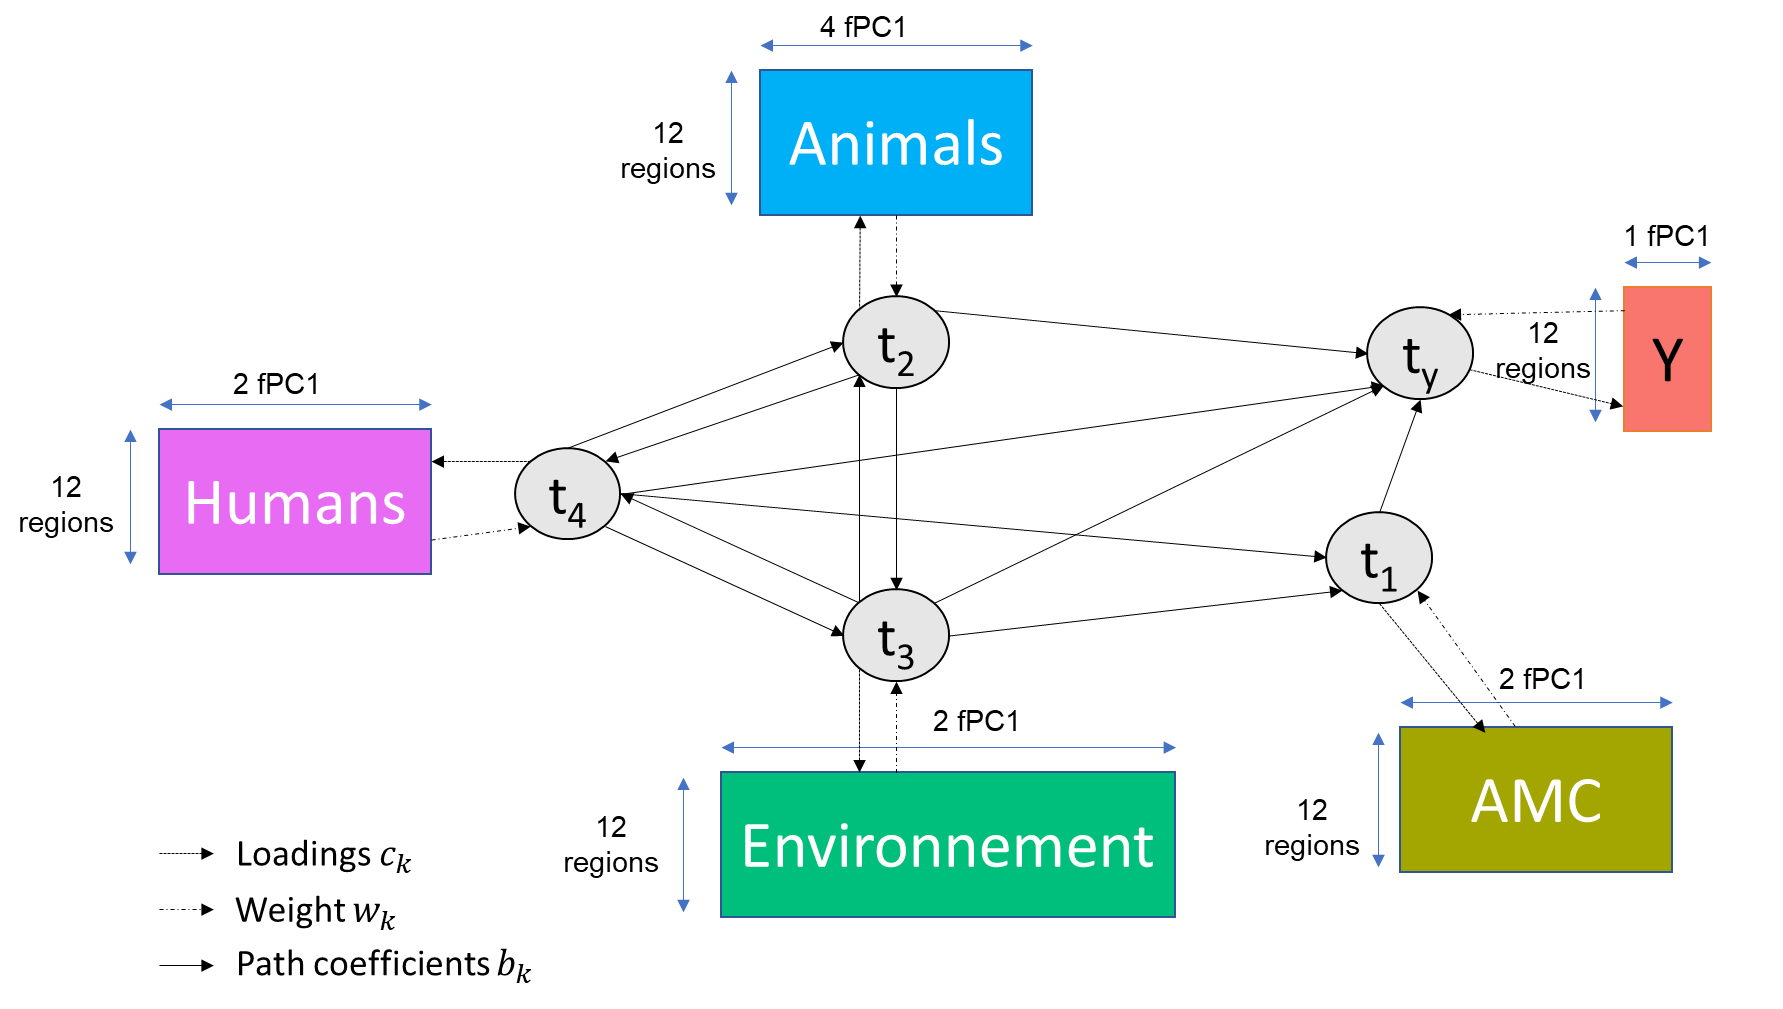 4 fPC1
12
regions
Animals
1 fPC1
12
regions
Y
t2
ty
2 fPC1
12
regions
Humans
t4
t1
t3
2 fPC1
2 fPC1
12
regions
Environnement
12
regions
AMC
Loadings ck
Weight wk
Path coefficients bk